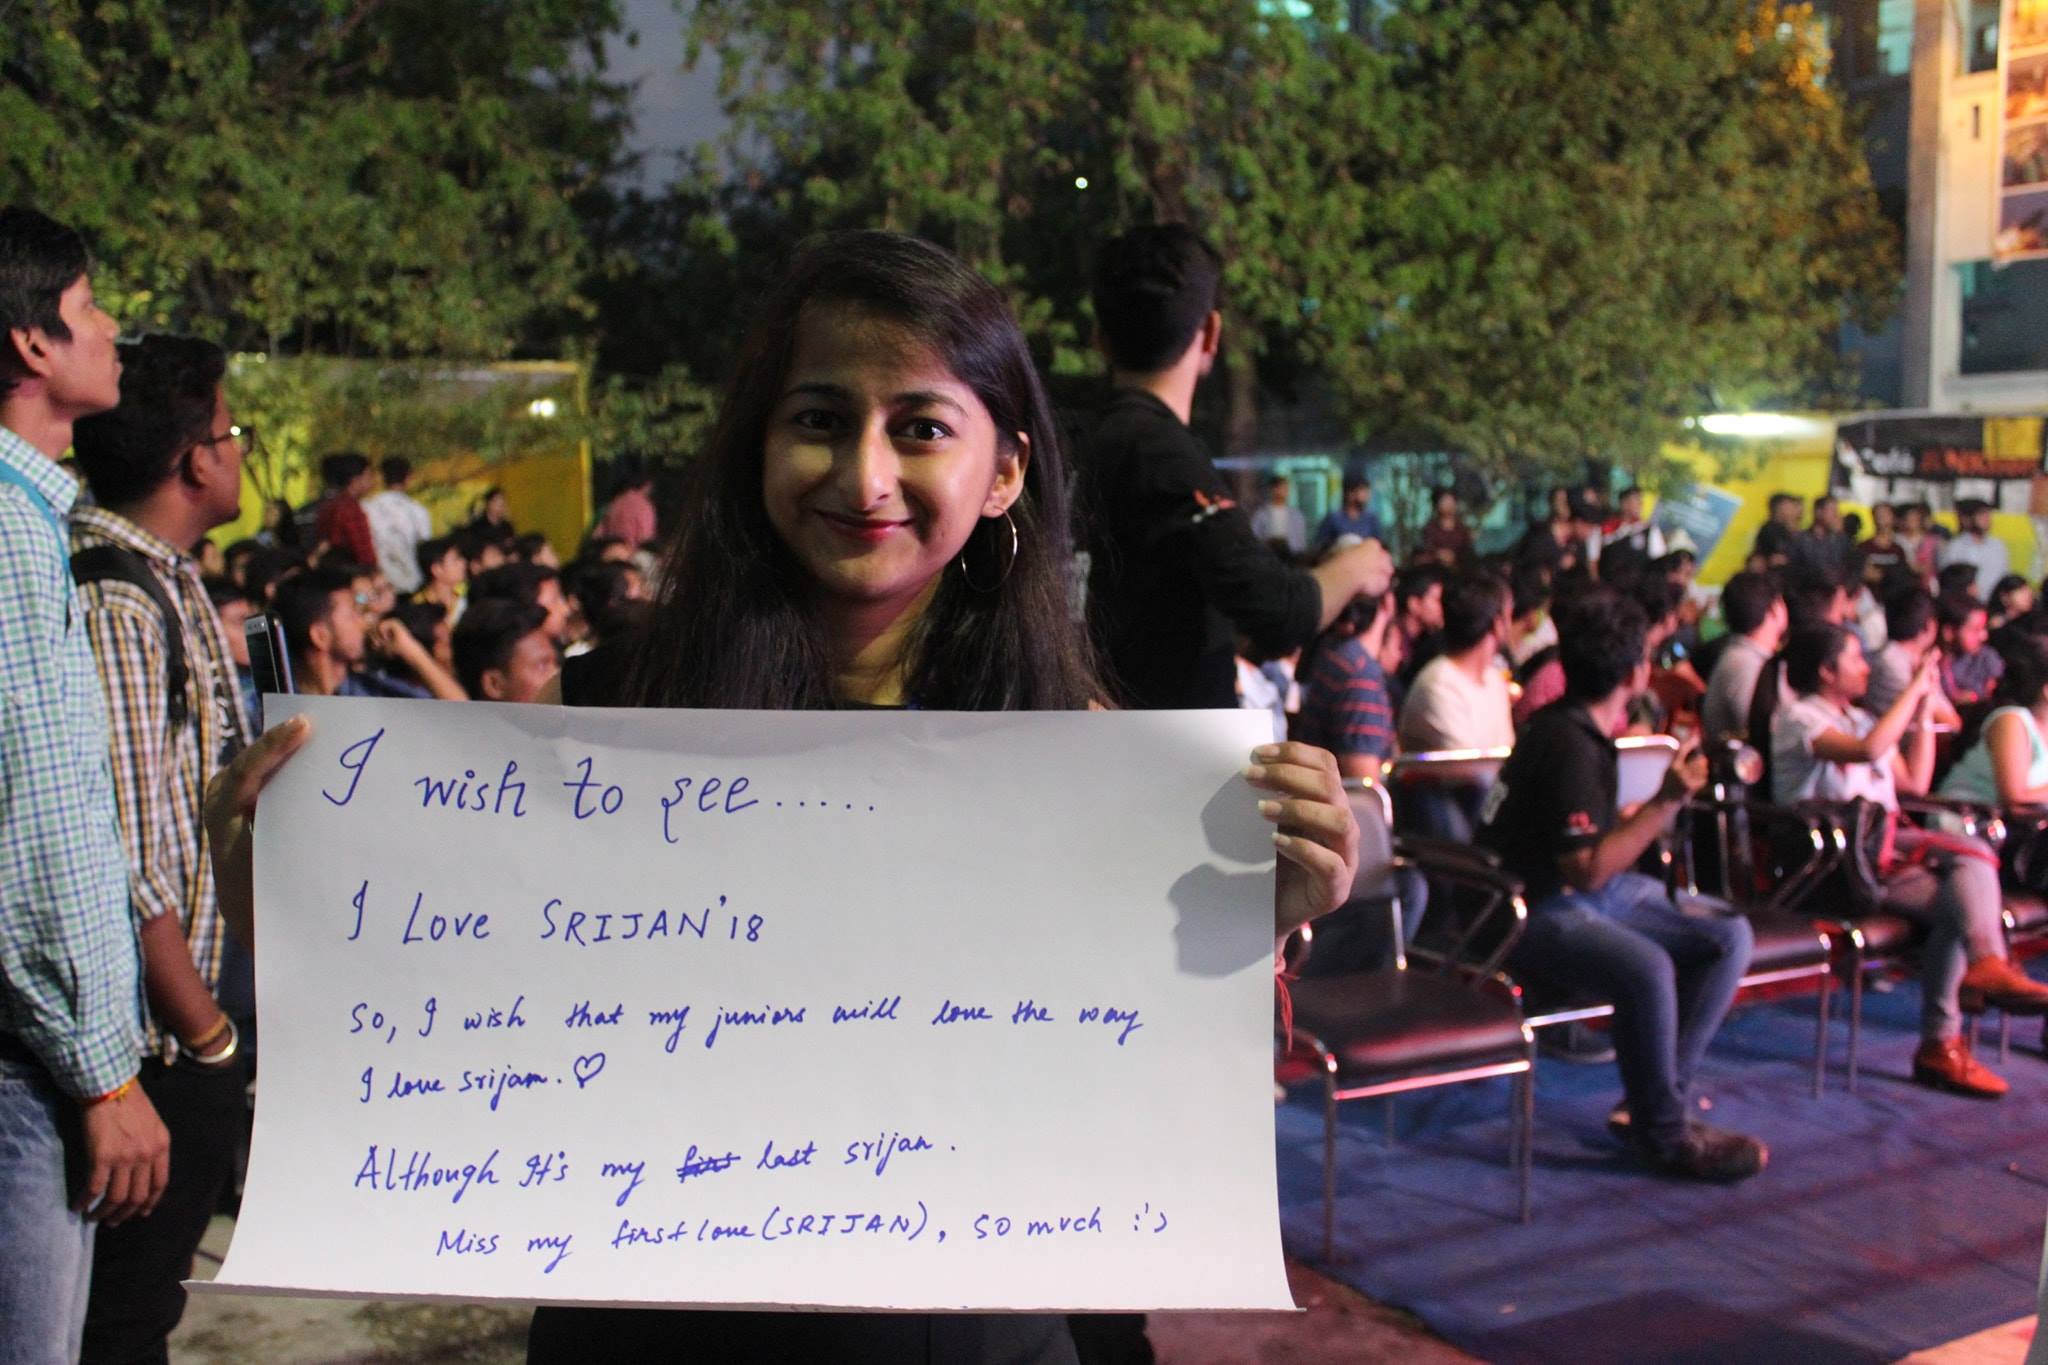 I wish to see.....
I Love SRIJAN'18
So, I wish that my juniors will love the way
I love srijan. ♡
Although It's my last srijan.
Miss my first love (SRIJAN), so much :')